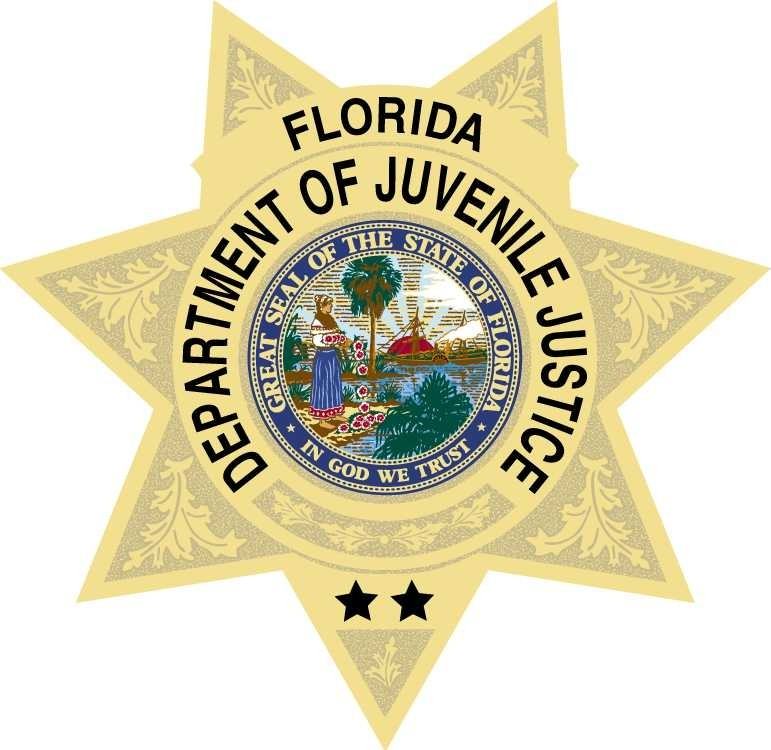 FLORIDA
DEPARTMENT OF JUVENILE JUSTICE
GREAT SEAL OF THE STATE OF FLORIDA
IN GOD WE TRUST